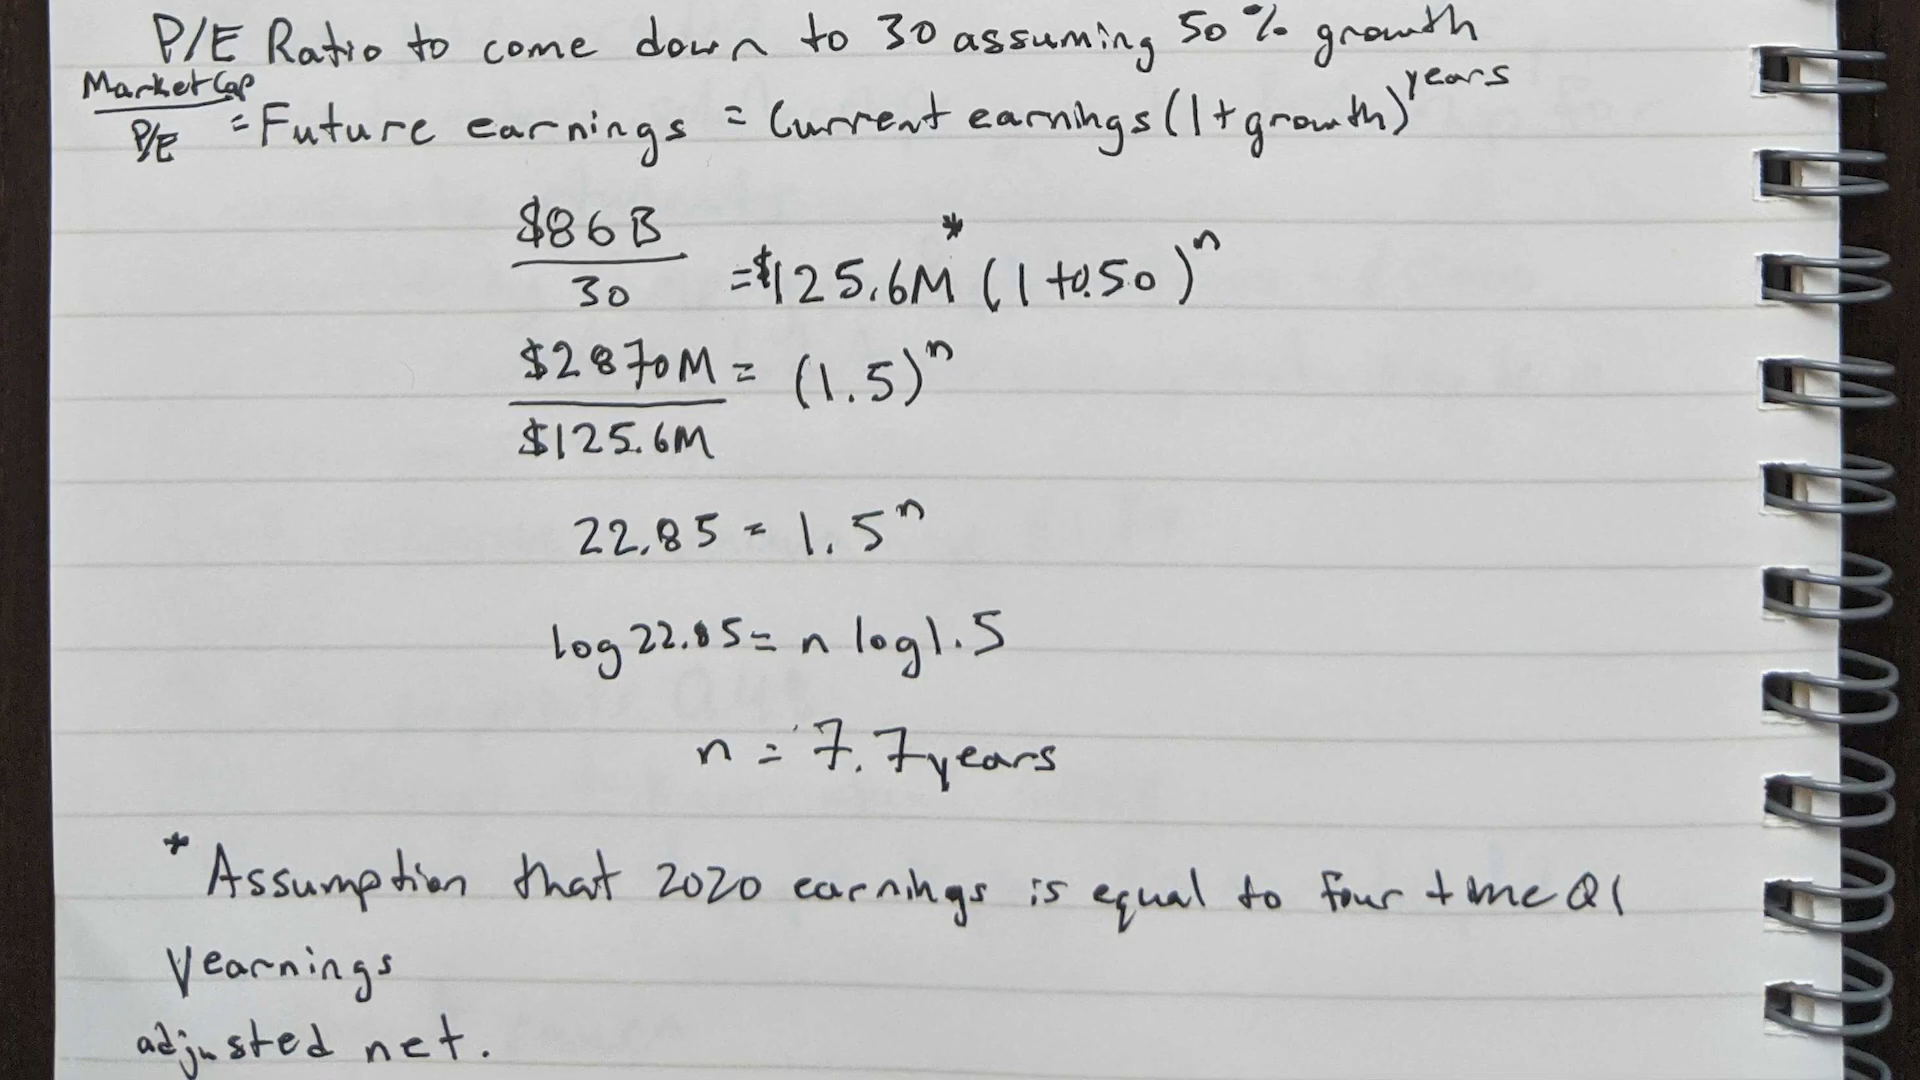 P/E Ratio to come down to 30 assuming 50% growth
Market Cap
P/E
= Future earnings = Current earnings (1 + growth)^years
$86B
30
= $125.6M* (1 + 0.50)^n
$2870M
$125.6M
= (1.5)^n
22.85 = 1.5^n
log 22.85 = n log 1.5
n = 7.7 years
* Assumption that 2020 earnings is equal to four time Q1
earnings
adjusted net.